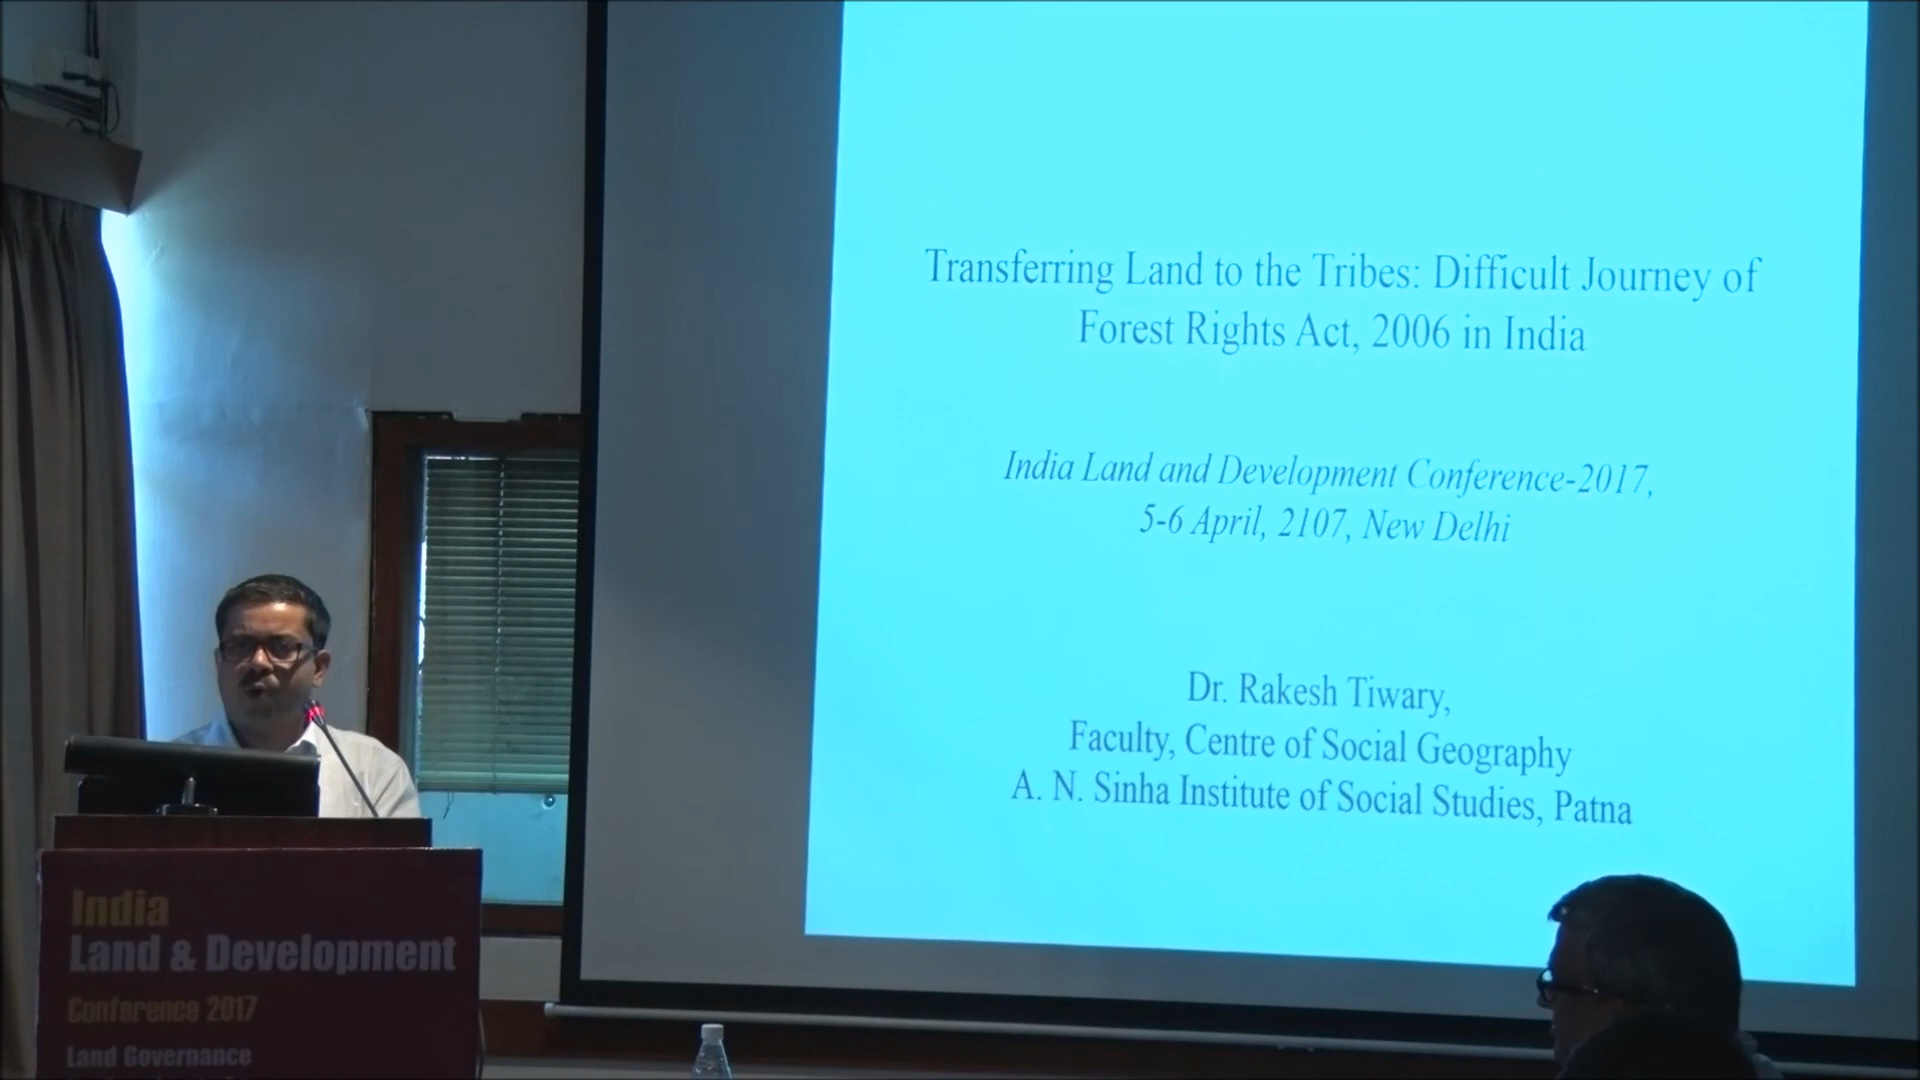 Transferring Land to the Tribes: Difficult Journey of
Forest Rights Act, 2006 in India
India Land and Development Conference-2017,
5-6 April, 2107, New Delhi
Dr. Rakesh Tiwary,
Faculty, Centre of Social Geography
A. N. Sinha Institute of Social Studies, Patna
India
Land & Development
Conference 2017
Land Governance